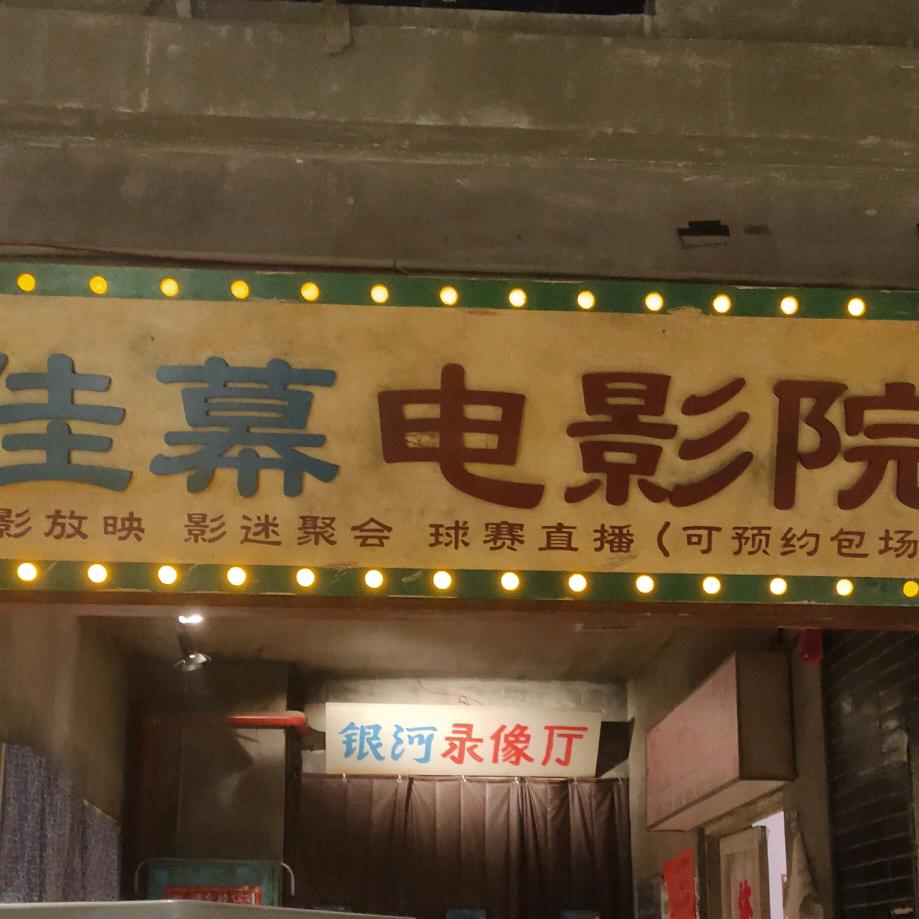 佳幕电影院
影放映 影迷聚会 球赛直播(可预约包场
银河录像厅